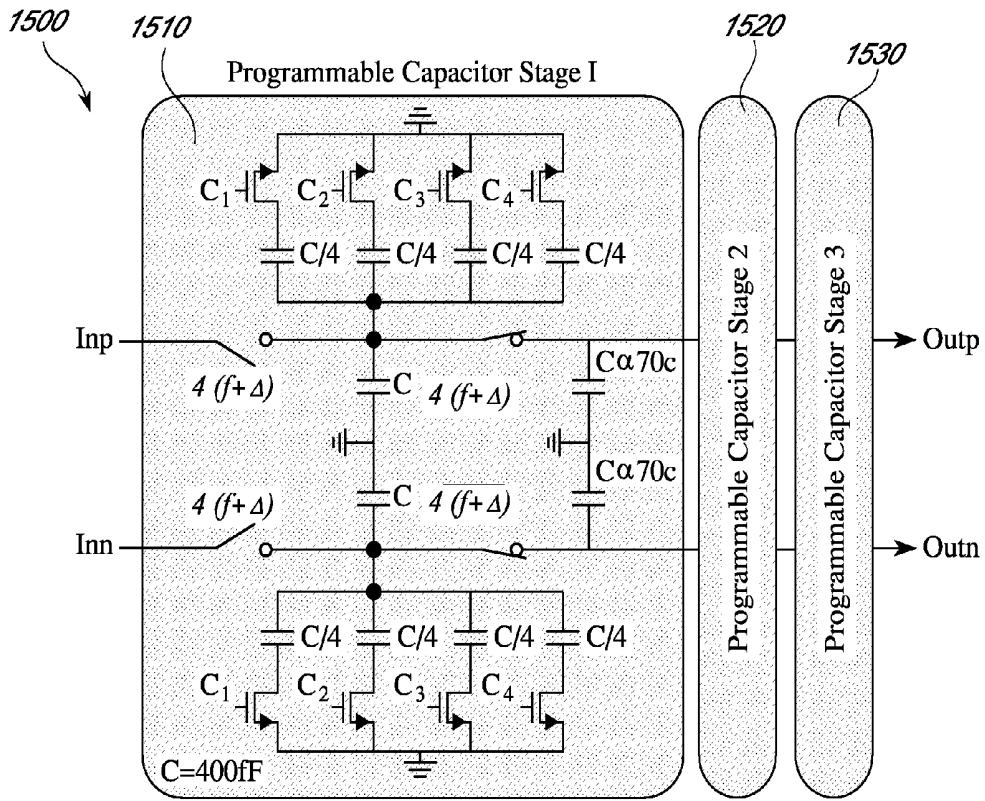 1500
1510
1520
1530
Programmable Capacitor Stage I
C1 C2 C3 C4
C/4 C/4 C/4 C/4
Inp
Outp
4 (f+Δ)
C
4 (f+Δ)
Cα70c
Cα70c
4 (f+Δ)
C
4 (f+Δ)
Inn
Outn
C/4 C/4 C/4 C/4
C1 C2 C3 C4
C=400fF
Programmable Capacitor Stage 2
Programmable Capacitor Stage 3